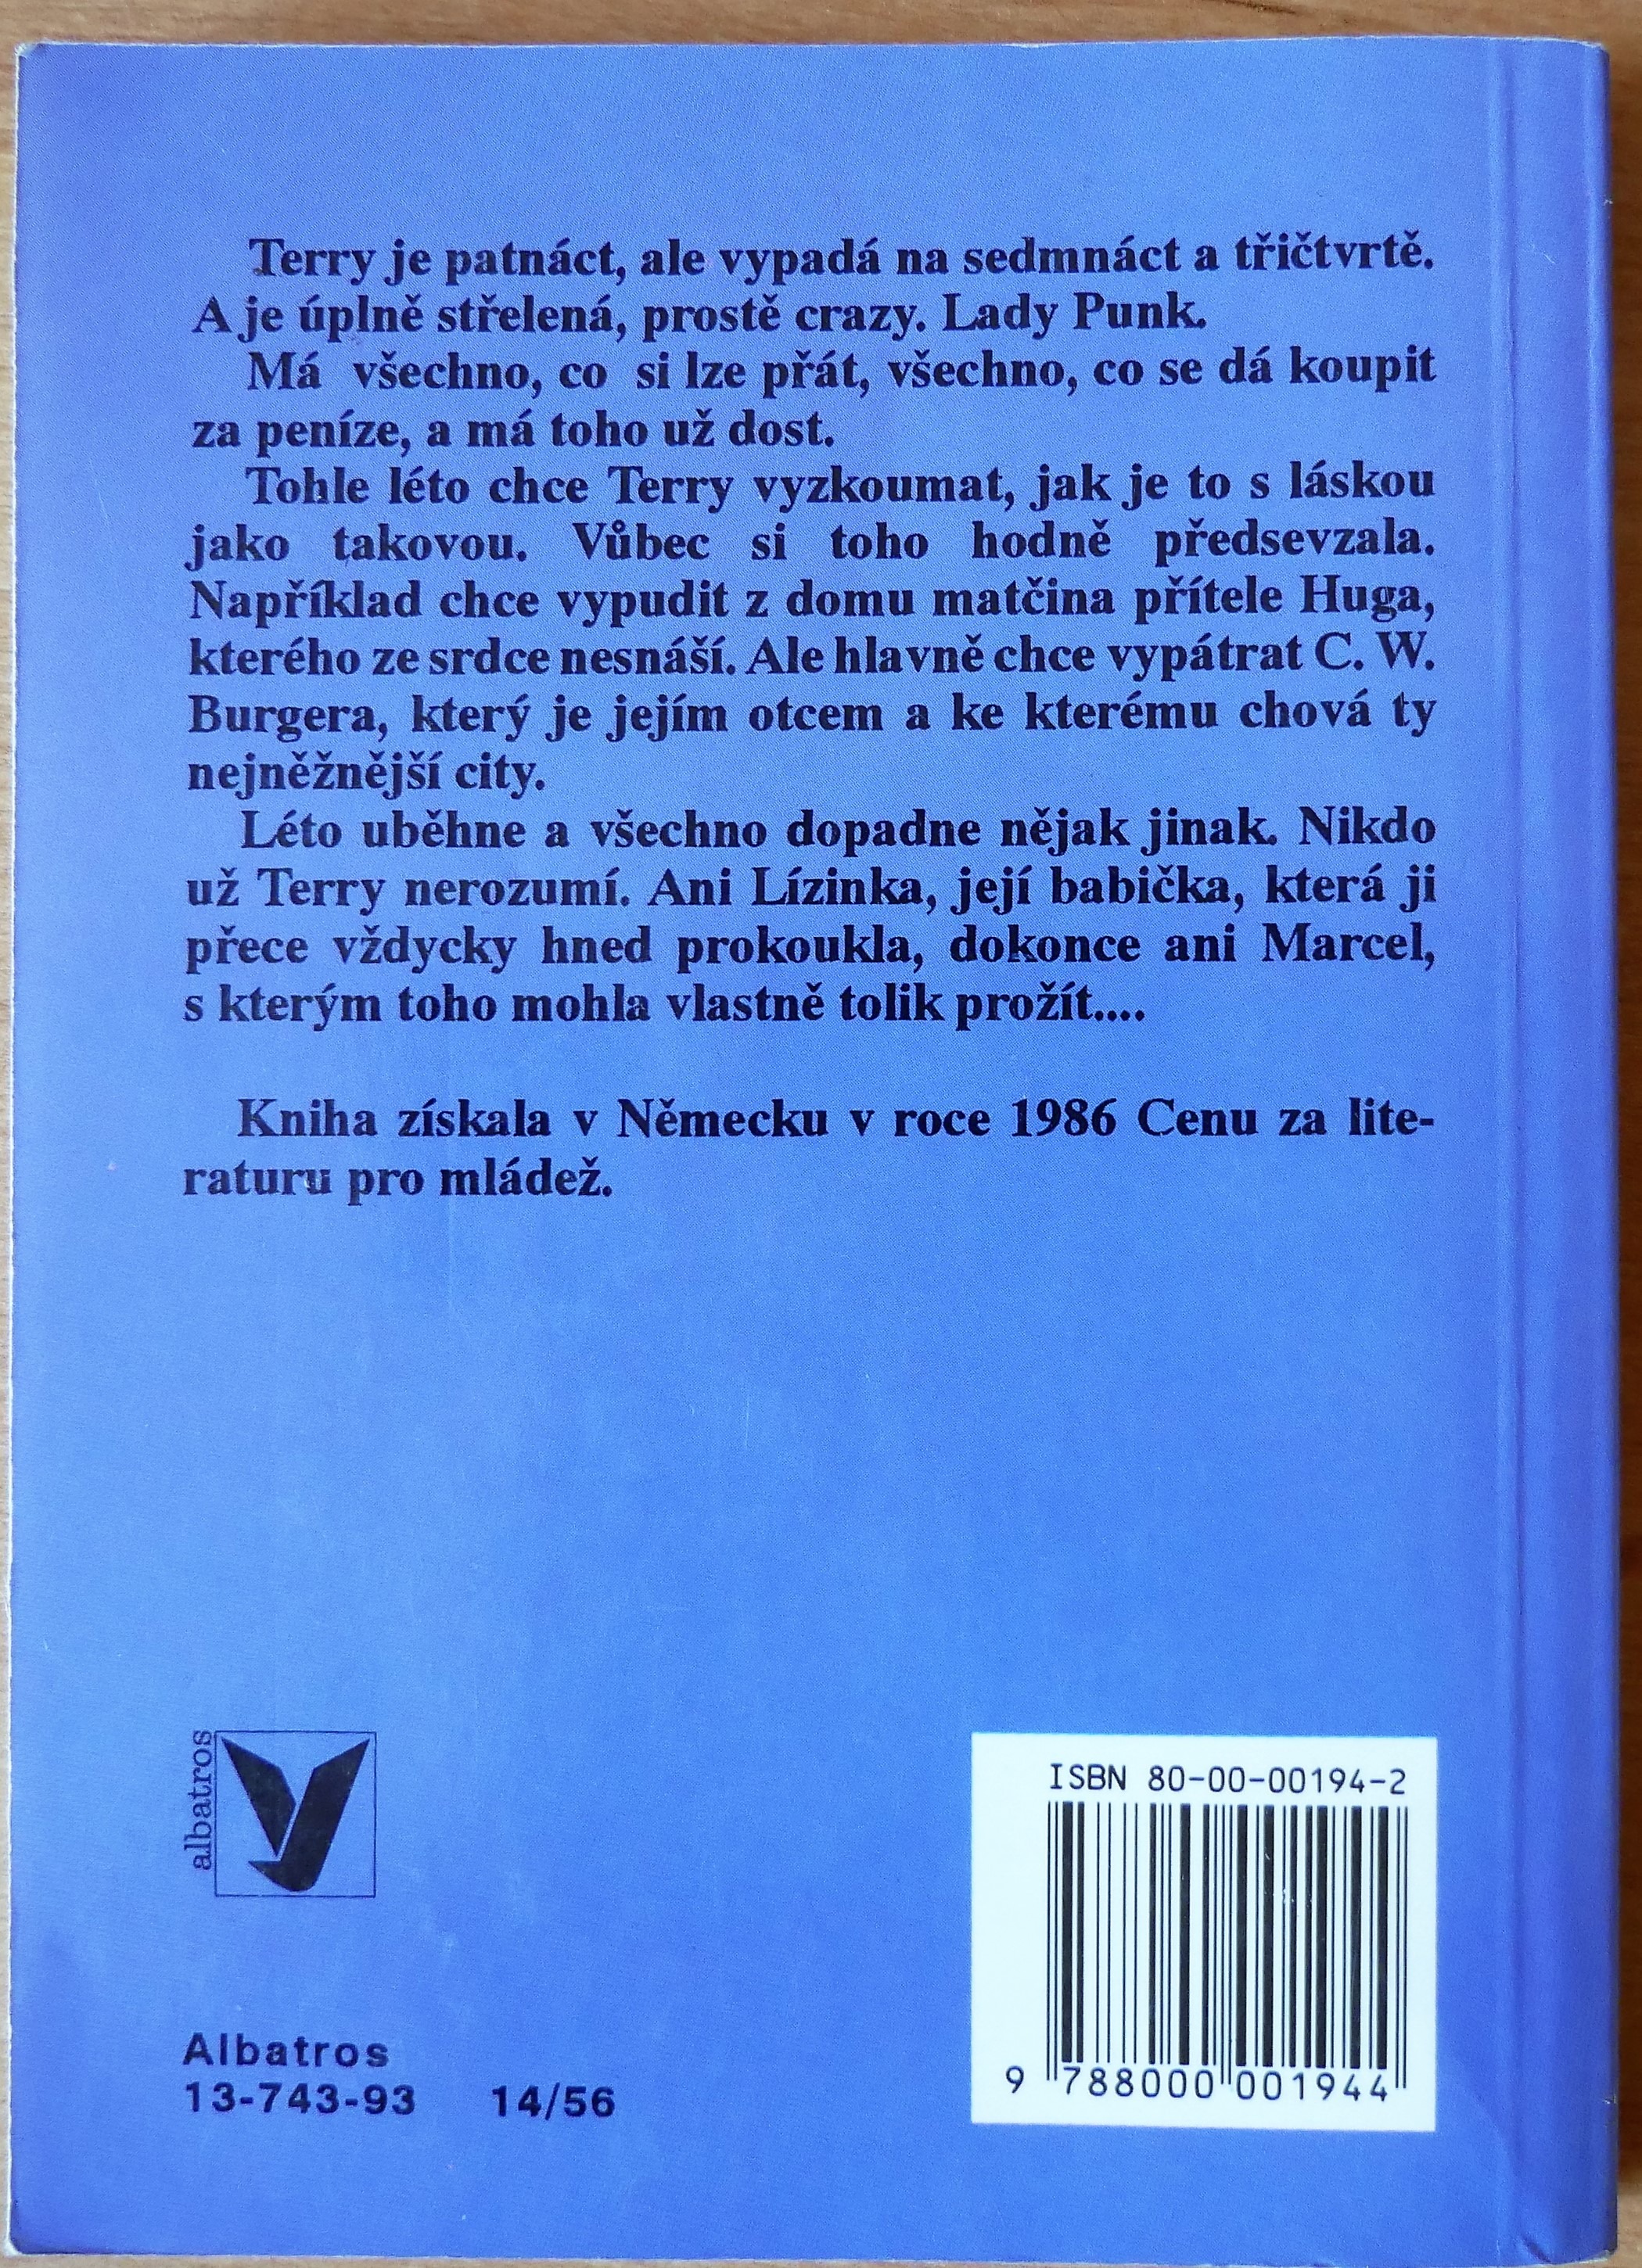 Terry je patnáct, ale vypadá na sedmnáct a třičtvrtě.
A je úplně střelená, prostě crazy. Lady Punk.
Má všechno, co si lze přát, všechno, co se dá koupit
za peníze, a má toho už dost.
Tohle léto chce Terry vyzkoumat, jak je to s láskou
jako takovou. Vůbec si toho hodně předsevzala.
Například chce vypudit z domu matčina přítele Huga,
kterého ze srdce nesnáší. Ale hlavně chce vypátrat C. W.
Burgera, který je jejím otcem a ke kterému chová ty
nejněžnější city.
Léto uběhne a všechno dopadne nějak jinak. Nikdo
už Terry nerozumí. Ani Lízinka, její babička, která ji
přece vždycky hned prokoukla, dokonce ani Marcel,
s kterým toho mohla vlastně tolik prožít....
Kniha získala v Německu v roce 1986 Cenu za lite-
raturu pro mládež.
albatros
ISBN 80-00-00194-2
9 788000 001944
Albatros
13-743-93 14/56